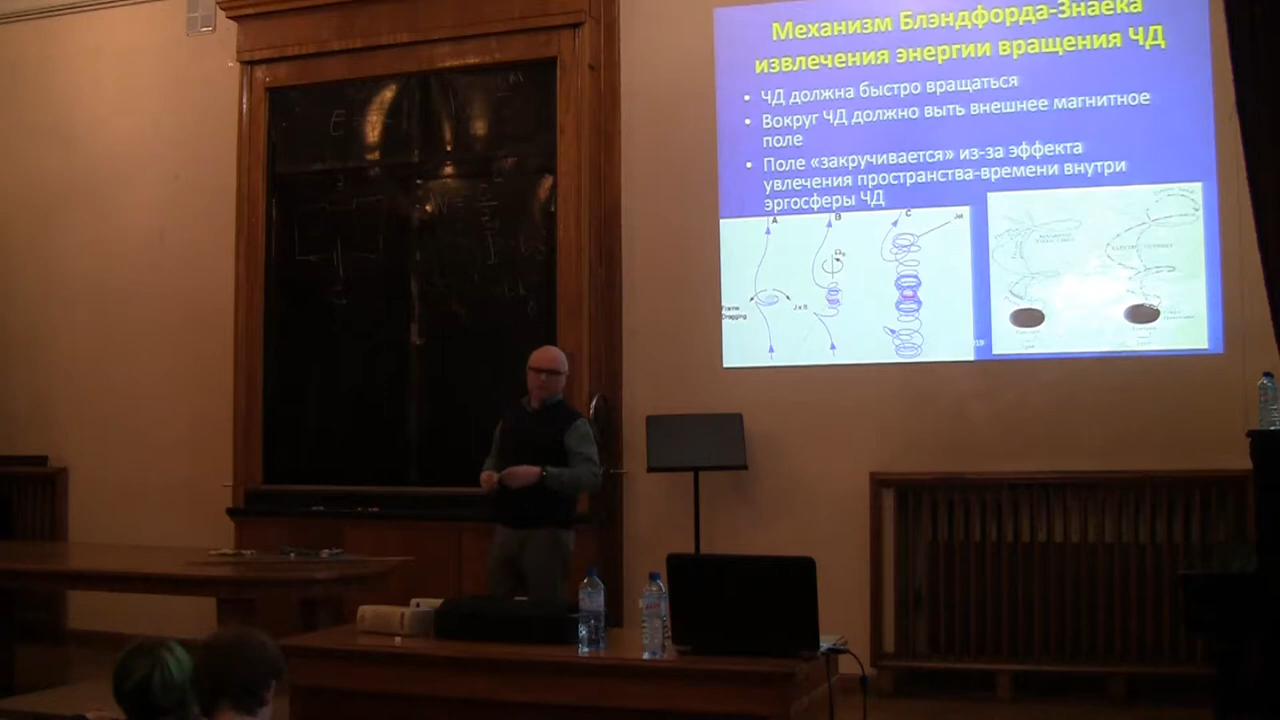 Механизм Блэндфорда-Знаека
извлечения энергии вращения ЧД
• ЧД должна быстро вращаться
• Вокруг ЧД должно выть внешнее магнитное
поле
• Поле «закручивается» из-за эффекта
увлечения пространства-времени внутри
эргосферы ЧД
A B C Jet
Frame
Dragging
J x B